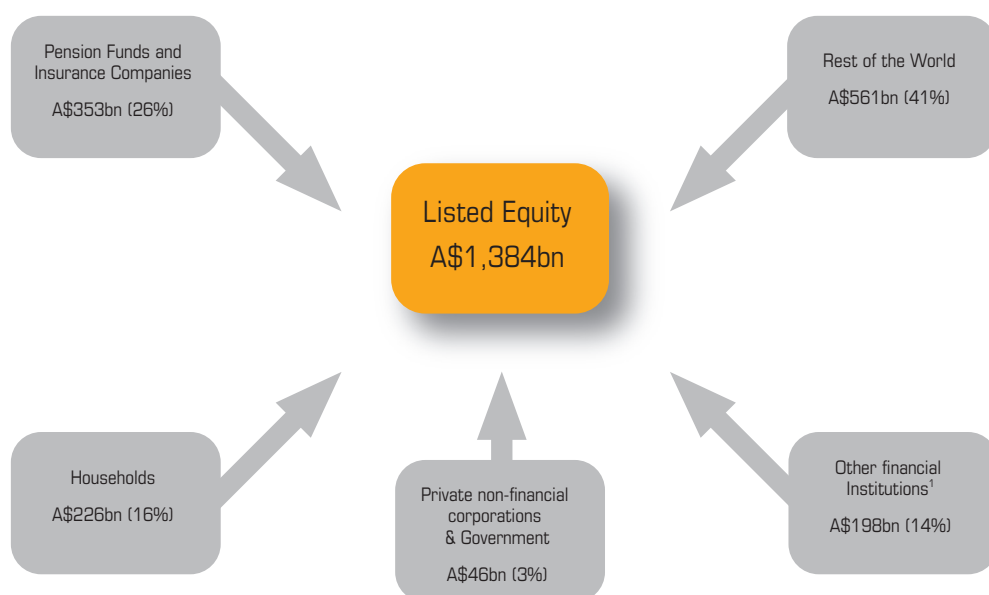 Pension Funds and
Insurance Companies
A$353bn (26%)
Rest of the World
A$561bn (41%)
Listed Equity
A$1,384bn
Households
A$226bn (16%)
Private non-financial
corporations
& Government
A$46bn (3%)
Other financial
Institutions¹
A$198bn (14%)